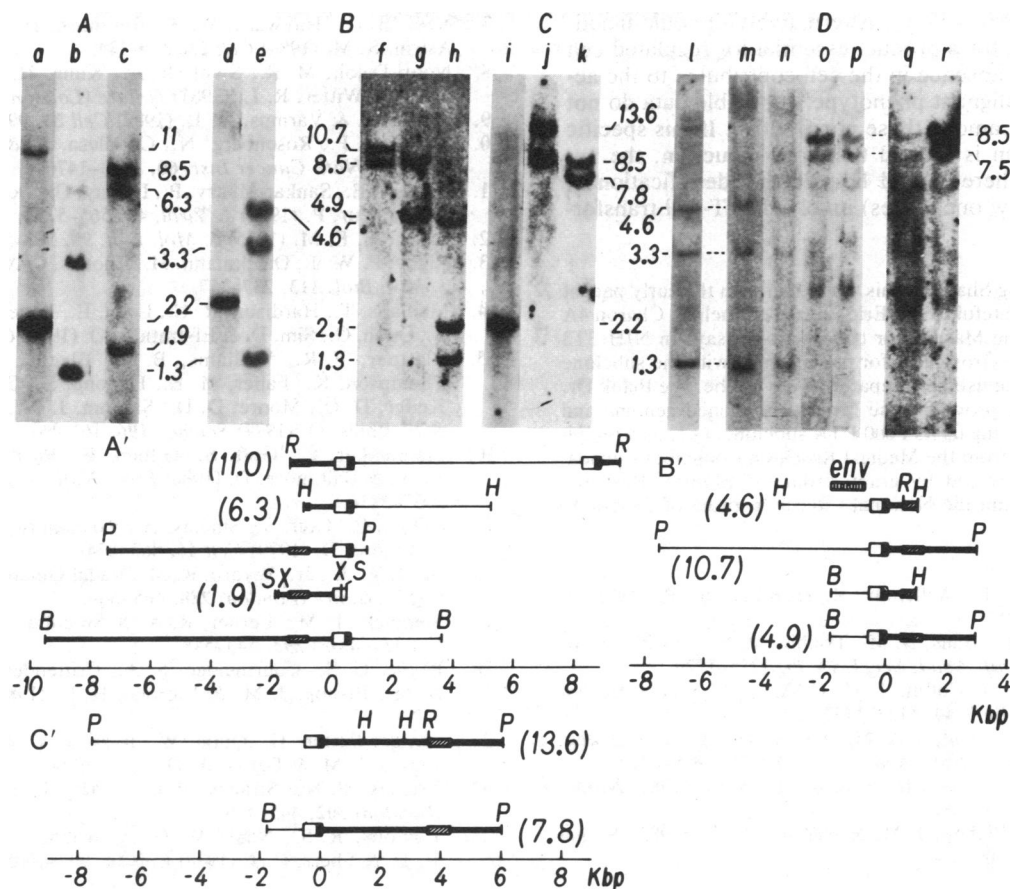 A B C D
a b c d e f g h i j k l m n o p q r
11
8.5
6.3
3.3
2.2
1.9
1.3
10.7
8.5
4.9
4.6
2.1
1.3
13.6
8.5
7.8
4.6
3.3
2.2
1.3
8.5
7.5
A'
R R
(11.0)
H H
(6.3)
P P
SX X S
(1.9)
B B
-10 -8 -6 -4 -2 0 2 4 6 8
B'
env
H R H
(4.6)
P P
(10.7)
B H
B P
(4.9)
-6 -4 -2 0 2 4
Kbp
C'
P H H R P
(13.6)
B P
(7.8)
-8 -6 -4 -2 0 2 4 6 Kbp